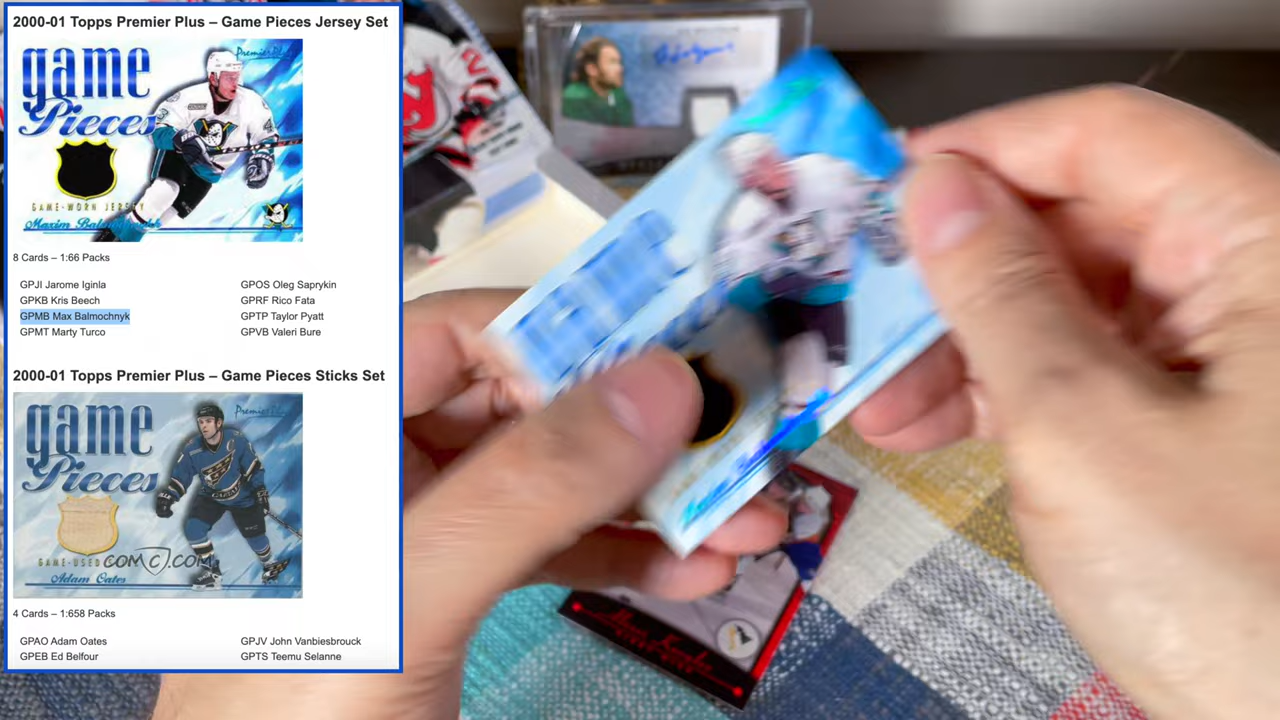 2000-01 Topps Premier Plus – Game Pieces Jersey Set
game
Pieces
Premier Plus
GAME-WORN JERSEY
8 Cards – 1:66 Packs
GPJI Jarome Iginla
GPKB Kris Beech
GPMB Max Balmochnyk
GPMT Marty Turco
GPOS Oleg Saprykin
GPRF Rico Fata
GPTP Taylor Pyatt
GPVB Valeri Bure
2000-01 Topps Premier Plus – Game Pieces Sticks Set
game
Pieces
GAME-USED
COMC.COM
Adam Oates
4 Cards – 1:658 Packs
GPAO Adam Oates
GPEB Ed Belfour
GPJV John Vanbiesbrouck
GPTS Teemu Selanne